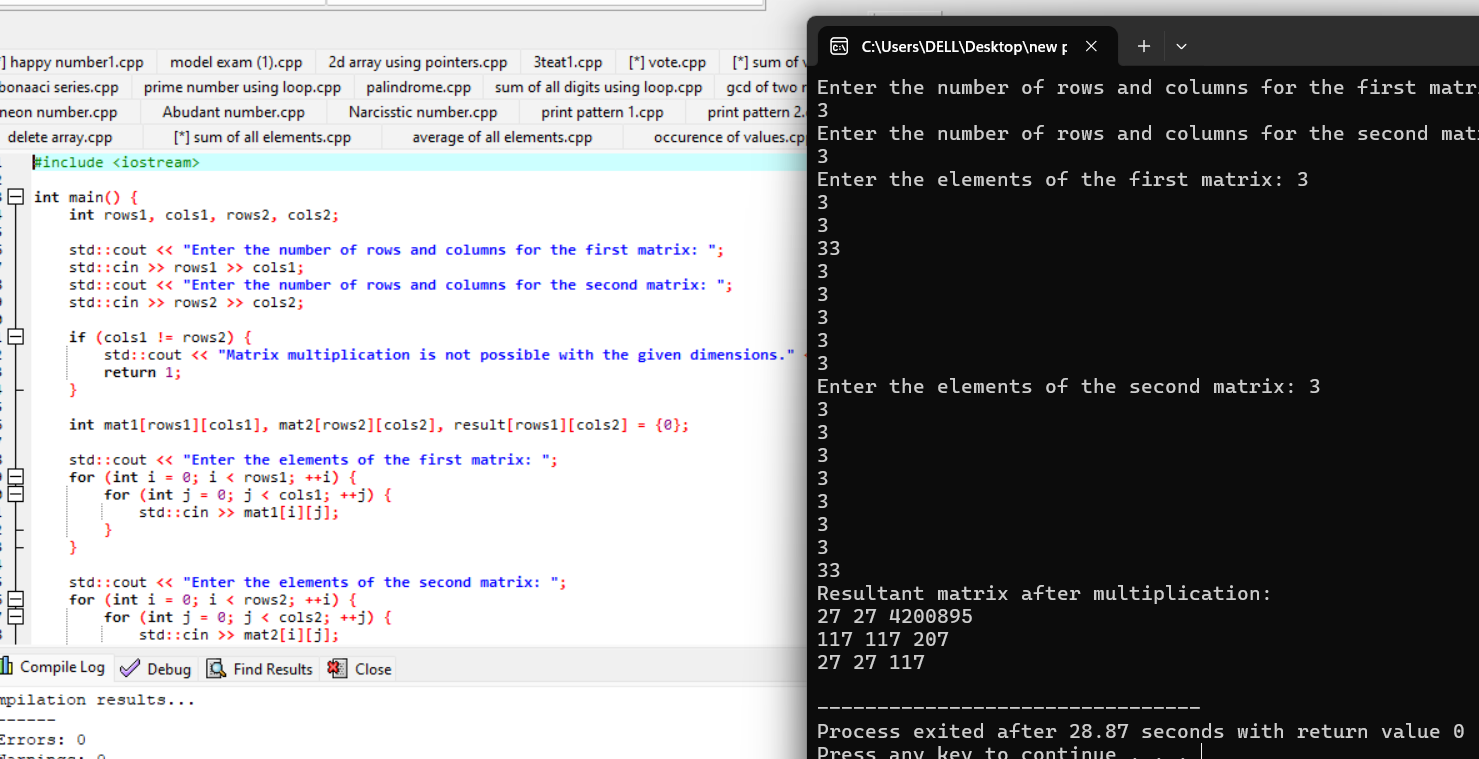 ] happy number1.cpp model exam (1).cpp 2d array using pointers.cpp 3teat1.cpp [*] vote.cpp [*] sum of
bonaaci series.cpp prime number using loop.cpp palindrome.cpp sum of all digits using loop.cpp gcd of two
neon number.cpp Abudant number.cpp Narcisstic number.cpp print pattern 1.cpp print pattern 2.
delete array.cpp [*] sum of all elements.cpp average of all elements.cpp occurence of values.cpp
#include <iostream>
int main() {
int rows1, cols1, rows2, cols2;
std::cout << "Enter the number of rows and columns for the first matrix: ";
std::cin >> rows1 >> cols1;
std::cout << "Enter the number of rows and columns for the second matrix: ";
std::cin >> rows2 >> cols2;
if (cols1 != rows2) {
std::cout << "Matrix multiplication is not possible with the given dimensions."
return 1;
}
int mat1[rows1][cols1], mat2[rows2][cols2], result[rows1][cols2] = {0};
std::cout << "Enter the elements of the first matrix: ";
for (int i = 0; i < rows1; ++i) {
for (int j = 0; j < cols1; ++j) {
std::cin >> mat1[i][j];
}
}
std::cout << "Enter the elements of the second matrix: ";
for (int i = 0; i < rows2; ++i) {
for (int j = 0; j < cols2; ++j) {
std::cin >> mat2[i][j];
Compile Log Debug Find Results Close
mpilation results...
------
Errors: 0
Warnings: 0
C:\Users\DELL\Desktop\new p
Enter the number of rows and columns for the first matr
3
Enter the number of rows and columns for the second mat
3
Enter the elements of the first matrix: 3
3
3
33
3
3
3
3
3
Enter the elements of the second matrix: 3
3
3
3
3
3
3
3
33
Resultant matrix after multiplication:
27 27 4200895
117 117 207
27 27 117
--------------------------------
Process exited after 28.87 seconds with return value 0
Press any key to continue . . .